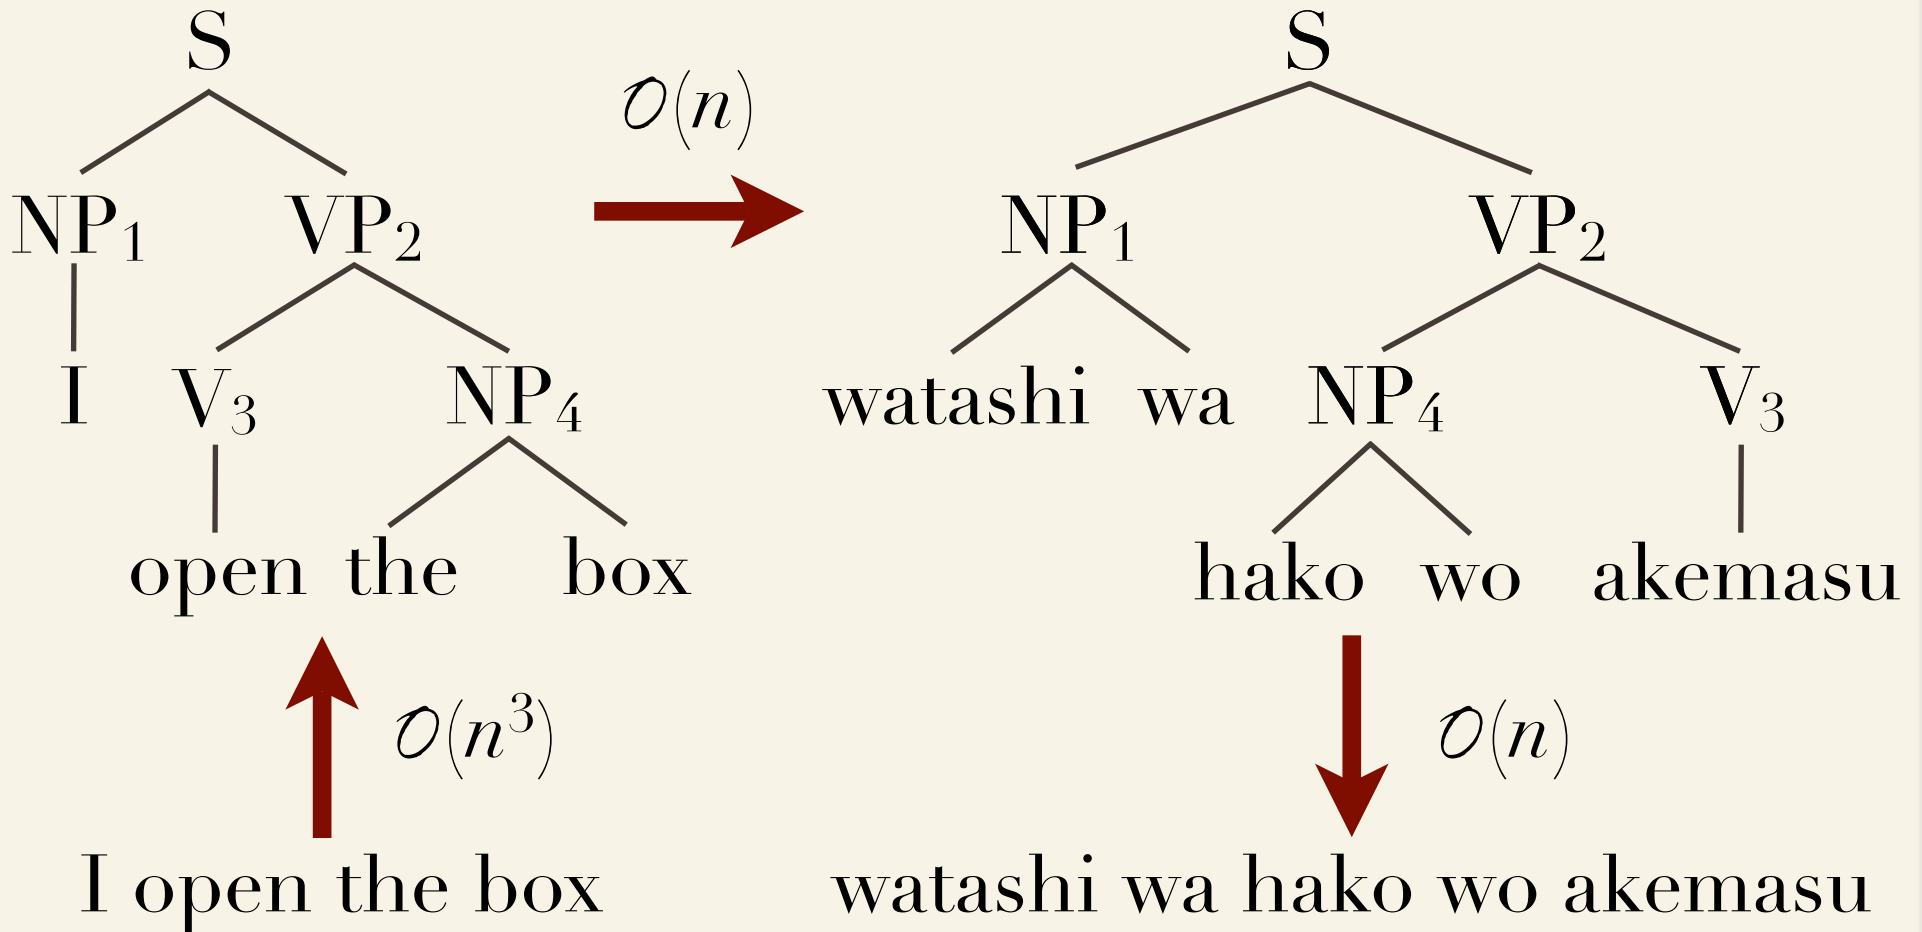 S S
𝒪(n)
NP₁ VP₂ NP₁ VP₂
I V₃ NP₄ watashi wa NP₄ V₃
open the box hako wo akemasu
𝒪(n³) 𝒪(n)
I open the box watashi wa hako wo akemasu